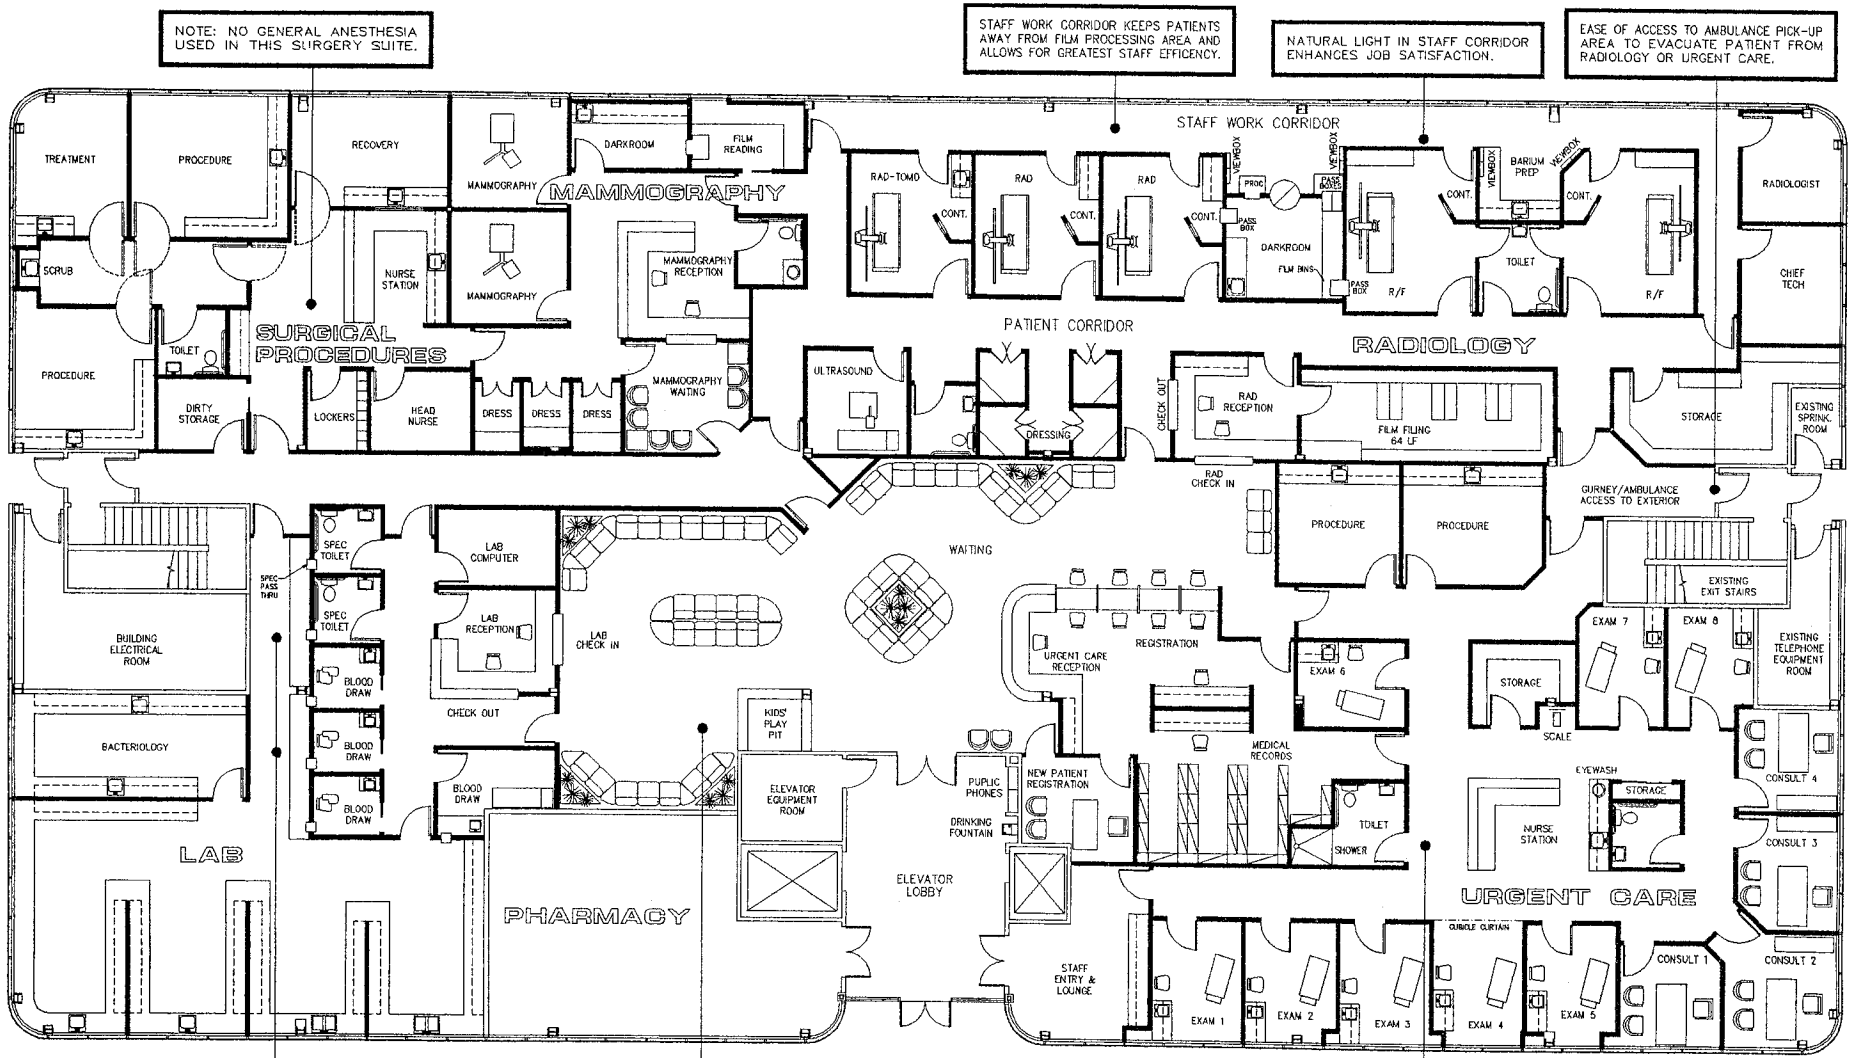 NOTE: NO GENERAL ANESTHESIA
USED IN THIS SURGERY SUITE.
STAFF WORK CORRIDOR KEEPS PATIENTS
AWAY FROM FILM PROCESSING AREA AND
ALLOWS FOR GREATEST STAFF EFFICENCY.
NATURAL LIGHT IN STAFF CORRIDOR
ENHANCES JOB SATISFACTION.
EASE OF ACCESS TO AMBULANCE PICK-UP
AREA TO EVACUATE PATIENT FROM
RADIOLOGY OR URGENT CARE.
TREATMENT
PROCEDURE
RECOVERY
MAMMOGRAPHY
DARKROOM
FILM
READING
MAMMOGRAPHY
STAFF WORK CORRIDOR
RAD-TOMO
RAD
RAD
CONT.
CONT.
CONT.
VIEWBOX
PROC
VIEWBOX
PASS
BOXES
PASS
BOX
DARKROOM
FILM BINS
PASS
BOX
CONT.
VIEWBOX
BARIUM
PREP
VIEWBOX
CONT.
R/F
TOILET
R/F
RADIOLOGIST
CHIEF
TECH
SCRUB
NURSE
STATION
MAMMOGRAPHY
MAMMOGRAPHY
RECEPTION
SURGICAL
PROCEDURES
TOILET
PROCEDURE
DIRTY
STORAGE
LOCKERS
HEAD
NURSE
DRESS
DRESS
DRESS
MAMMOGRAPHY
WAITING
PATIENT CORRIDOR
RADIOLOGY
ULTRASOUND
DRESSING
CHECK OUT
RAD
RECEPTION
FILM FILING
64 LF
STORAGE
EXISTING
SPRINK.
ROOM
RAD
CHECK IN
PROCEDURE
PROCEDURE
GURNEY/AMBULANCE
ACCESS TO EXTERIOR
EXISTING
EXIT STAIRS
SPEC
TOILET
SPEC
PASS
THRU
SPEC
TOILET
LAB
COMPUTER
LAB
RECEPTION
LAB
CHECK IN
WAITING
BUILDING
ELECTRICAL
ROOM
BLOOD
DRAW
BLOOD
DRAW
BLOOD
DRAW
CHECK OUT
BLOOD
DRAW
BACTERIOLOGY
LAB
KIDS'
PLAY
PIT
URGENT CARE
RECEPTION
REGISTRATION
EXAM 6
EXAM 7
EXAM 8
EXISTING
TELEPHONE
EQUIPMENT
ROOM
STORAGE
SCALE
MEDICAL
RECORDS
CONSULT 4
ELEVATOR
EQUIPMENT
ROOM
PUPLIC
PHONES
DRINKING
FOUNTAIN
NEW PATIENT
REGISTRATION
TOILET
SHOWER
EYEWASH
STORAGE
NURSE
STATION
CONSULT 3
ELEVATOR
LOBBY
PHARMACY
URGENT CARE
CUBICLE CURTAIN
STAFF
ENTRY &
LOUNGE
EXAM 1
EXAM 2
EXAM 3
EXAM 4
EXAM 5
CONSULT 1
CONSULT 2